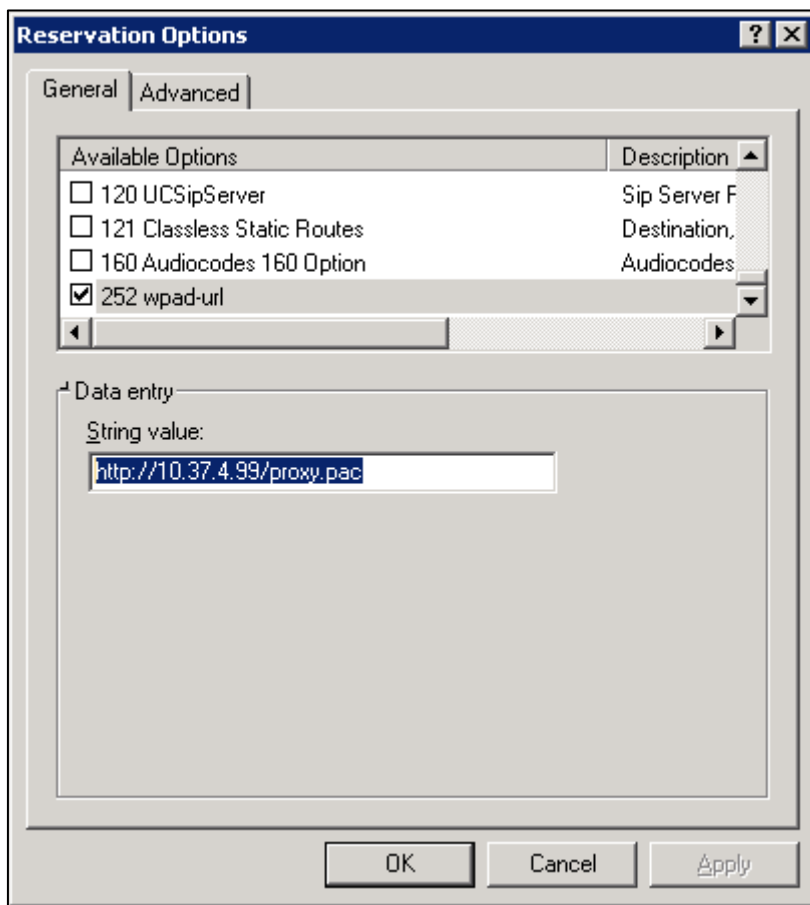 Reservation Options
General Advanced
Available Options Description
120 UCSipServer Sip Server F
121 Classless Static Routes Destination,
160 Audiocodes 160 Option Audiocodes
252 wpad-url
Data entry
String value:
http://10.37.4.99/proxy.pac
OK Cancel Apply